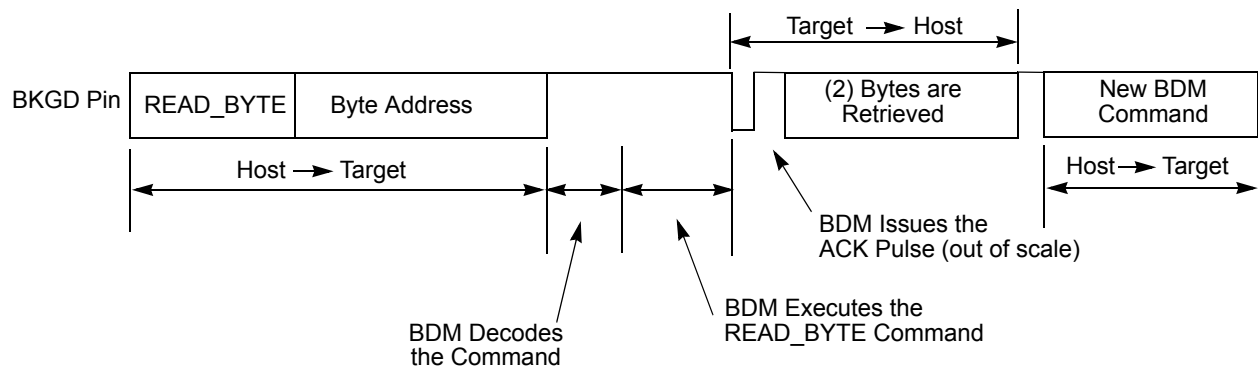 Target → Host
BKGD Pin
READ_BYTE
Byte Address
(2) Bytes are
Retrieved
New BDM
Command
Host → Target
Host → Target
BDM Issues the
ACK Pulse (out of scale)
BDM Decodes
the Command
BDM Executes the
READ_BYTE Command